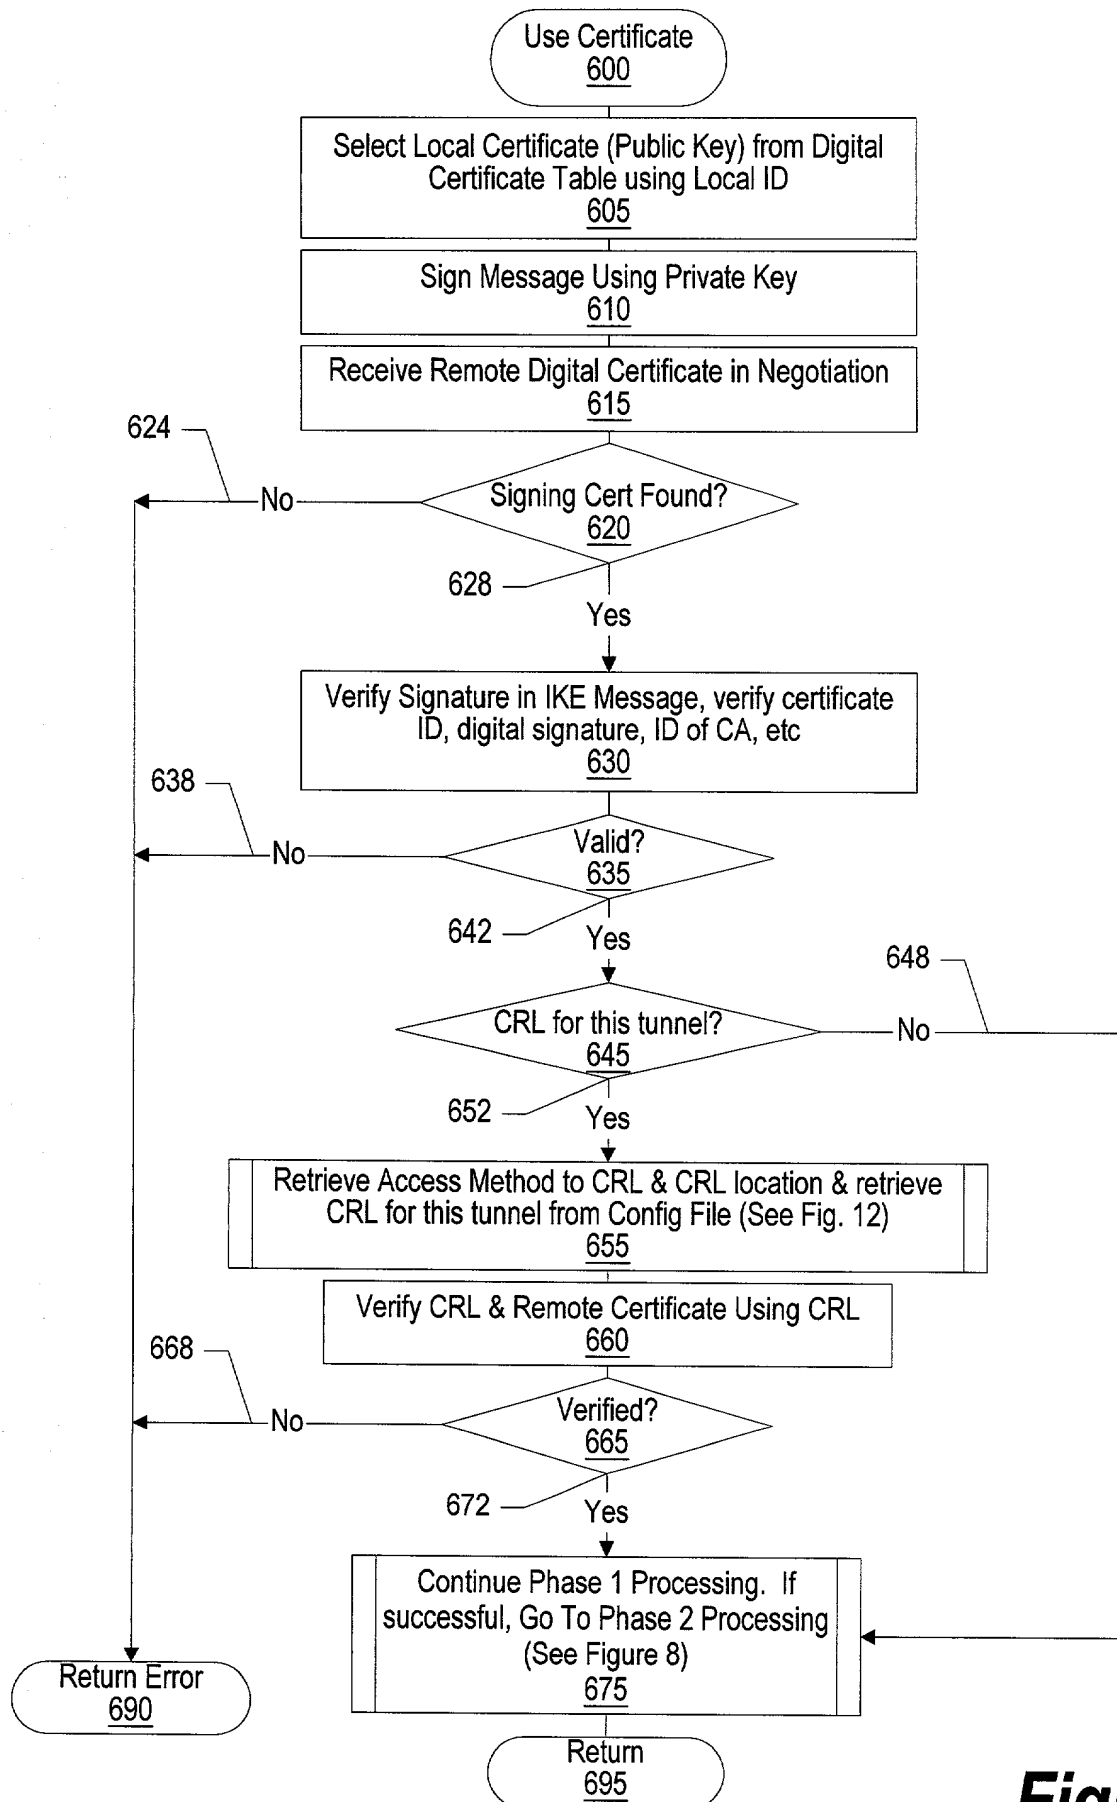 Use Certificate
600
Select Local Certificate (Public Key) from Digital
Certificate Table using Local ID
605
Sign Message Using Private Key
610
Receive Remote Digital Certificate in Negotiation
615
624
No
Signing Cert Found?
620
628
Yes
Verify Signature in IKE Message, verify certificate
ID, digital signature, ID of CA, etc
630
638
No
Valid?
635
642
Yes
648
CRL for this tunnel?
645
No
652
Yes
Retrieve Access Method to CRL & CRL location & retrieve
CRL for this tunnel from Config File (See Fig. 12)
655
Verify CRL & Remote Certificate Using CRL
660
668
No
Verified?
665
672
Yes
Continue Phase 1 Processing. If
successful, Go To Phase 2 Processing
(See Figure 8)
675
Return Error
690
Return
695